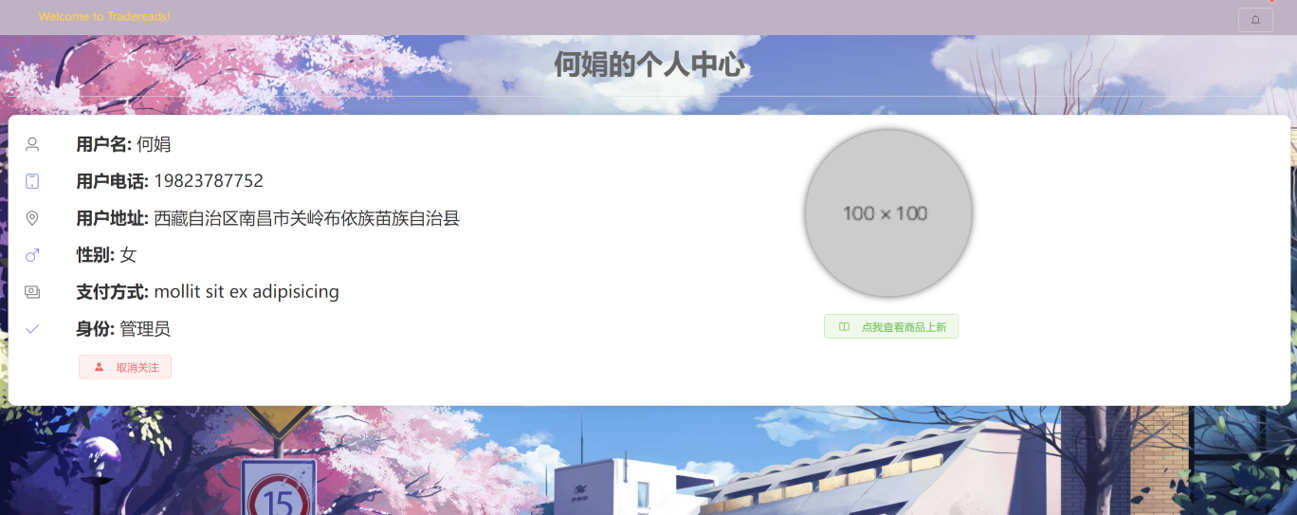 Welcome to Tradereads!
何娟的个人中心
用户名: 何娟
用户电话: 19823787752
用户地址: 西藏自治区南昌市关岭布依族苗族自治县
性别: 女
支付方式: mollit sit ex adipisicing
身份: 管理员
取消关注
100 × 100
点我查看商品上新
15